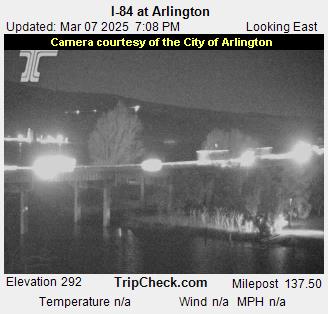 I-84 at Arlington
Updated: Mar 07 2025 7:08 PM Looking East
Camera courtesy of the City of Arlington
Elevation 292 TripCheck.com Milepost 137.50
Temperature n/a Wind n/a MPH n/a